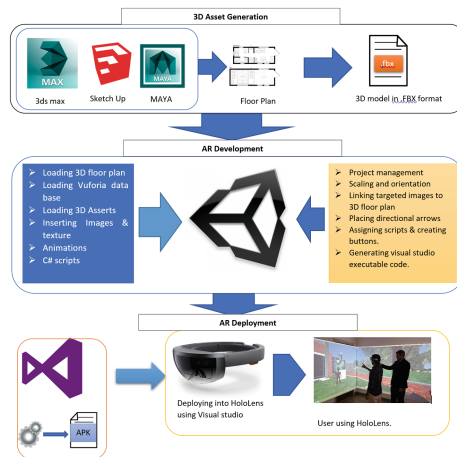 3D Asset Generation
MAX
3ds max
Sketch Up
MAYA
Floor Plan
.fbx
3D model in .FBX format
AR Development
Loading 3D floor plan
Loading Vuforia data
base
Loading 3D Asserts
Inserting Images &
texture
Animations
C# scripts
Project management
Scaling and orientation
Linking targeted images to
3D floor plan
Placing directional arrows
Assigning scripts & creating
buttons.
Generating visual studio
executable code.
AR Deployment
APK
Deploying into HoloLens
using Visual studio
User using HoloLens.